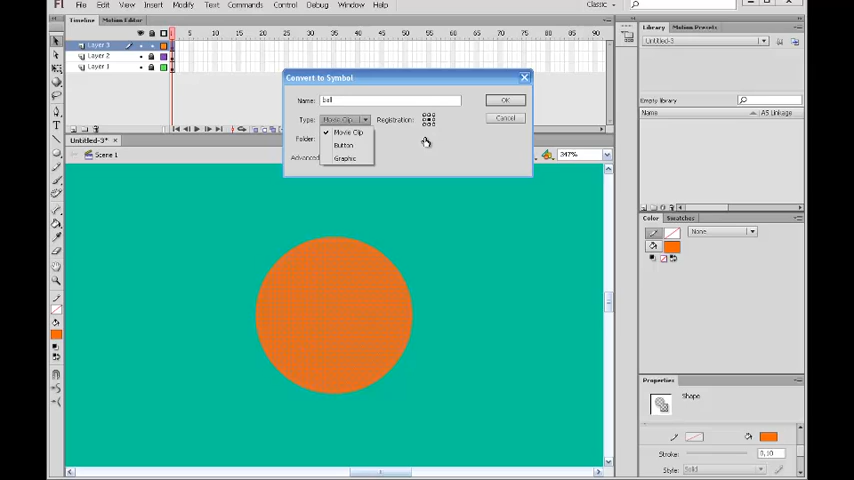 Fl File Edit View Insert Modify Text Commands Control Debug Window Help Classic
Timeline Motion Editor
1 5 10 15 20 25 30 35 40 45 50 55 60 65 70 75 80 85 90
Layer 3
Layer 2
Layer 1
Convert to Symbol
Name: ball OK
Type: Movie Clip Registration: Cancel
Movie Clip
Folder:
Button
Advanced
Graphic
Untitled-3*
Scene 1 347%
Library Motion Presets
Untitled-3
Empty library
Name AS Linkage
Color Swatches
None
Properties
Shape
Stroke: 0,10
Style: Solid